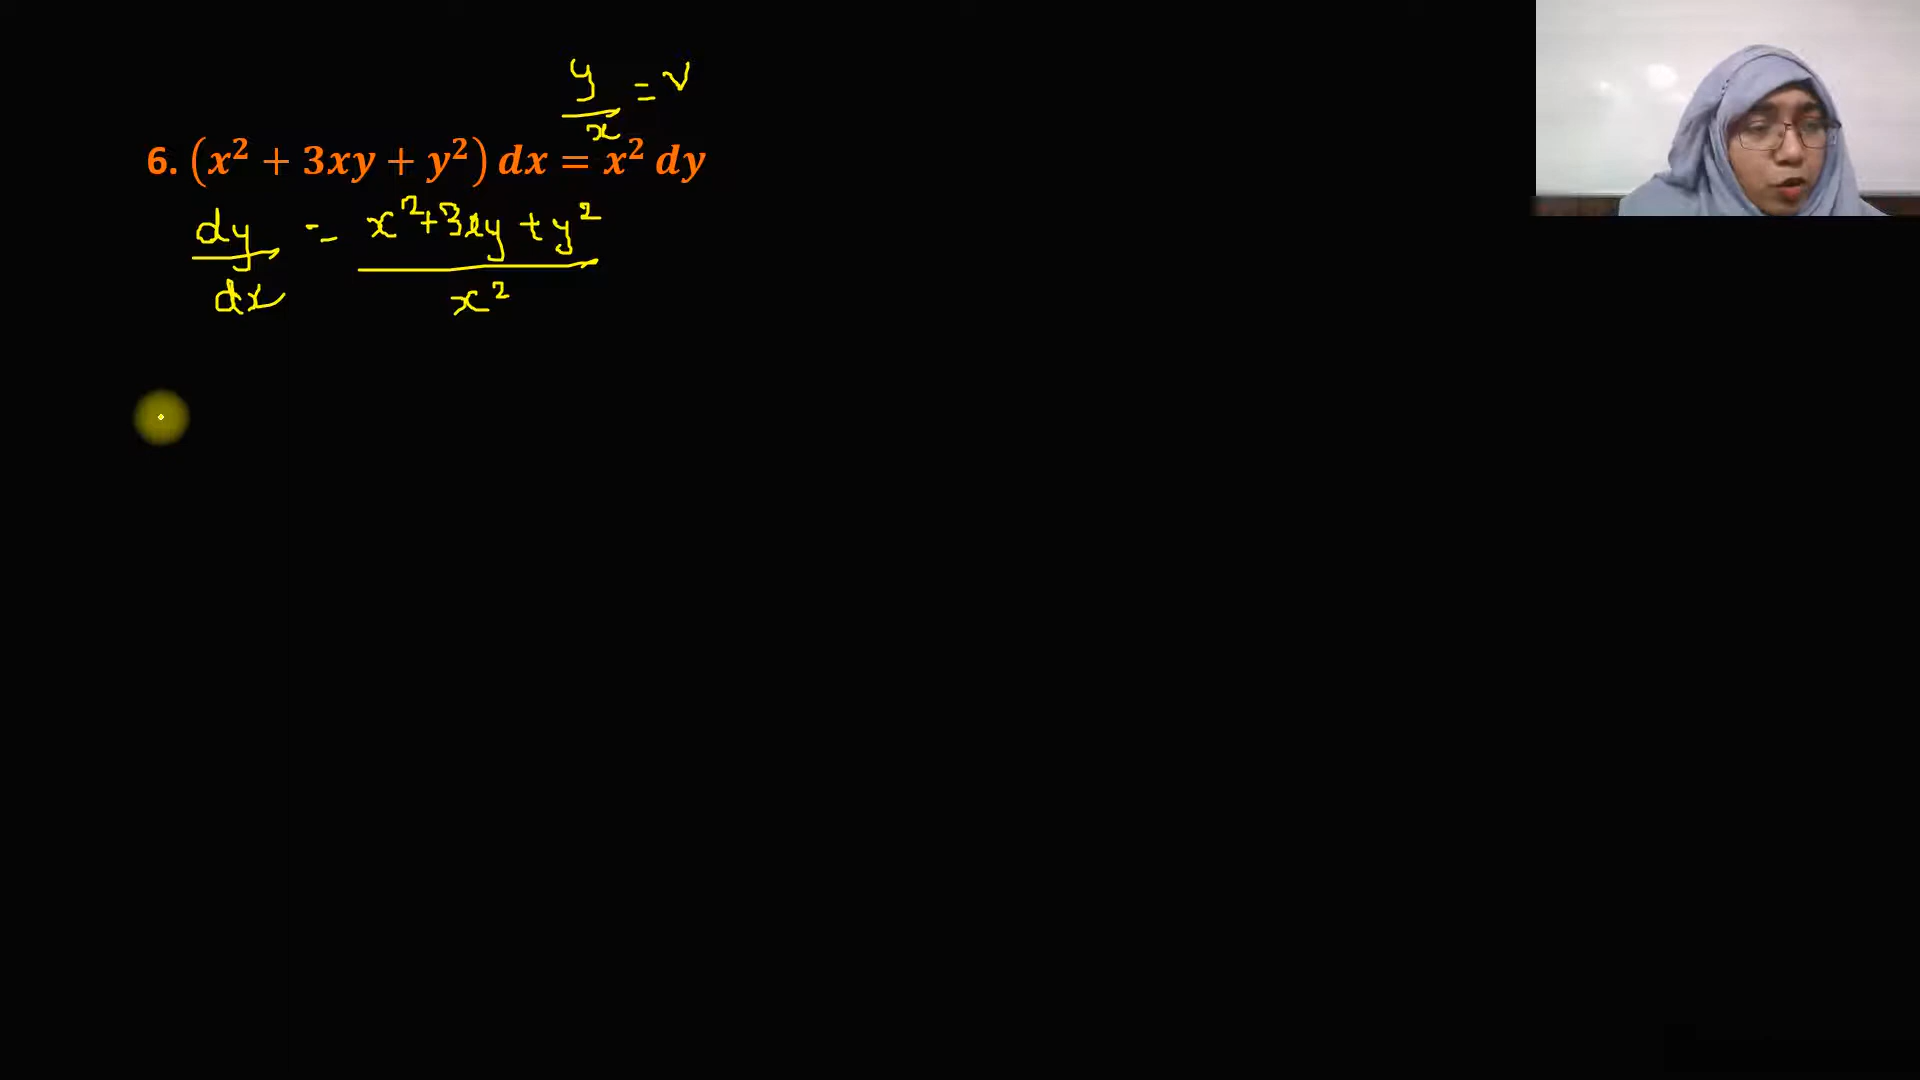 y/x = v
6. (x² + 3xy + y²) dx = x² dy
dy/dx = (x² + 3xy + y²)/x²